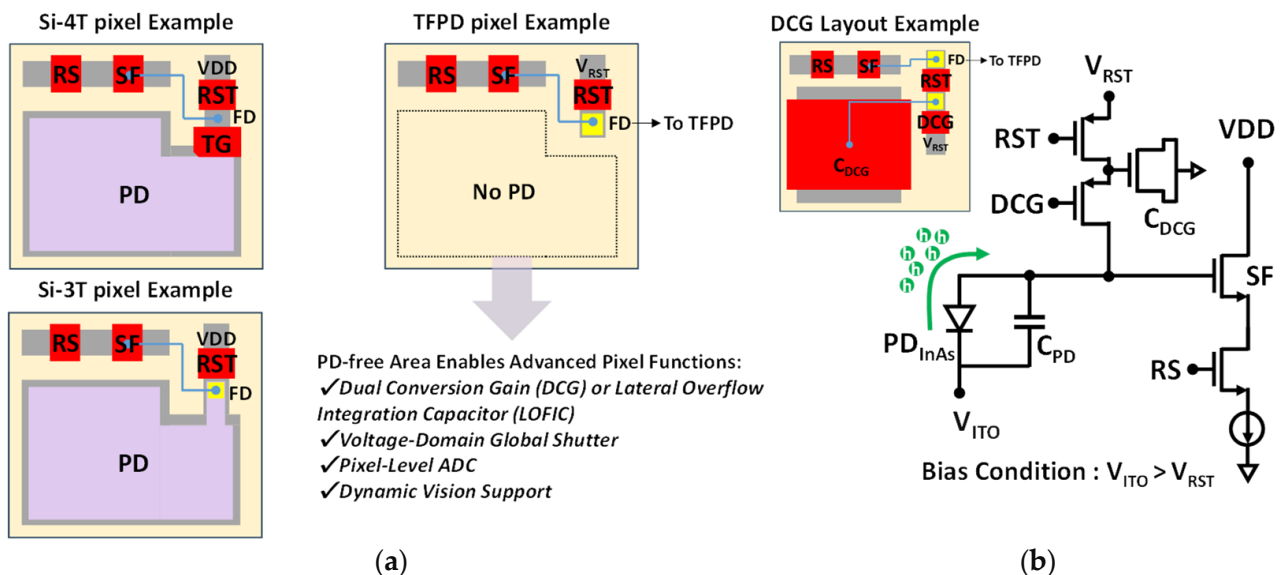 Si-4T pixel Example
RS
SF
VDD
RST
FD
TG
PD
Si-3T pixel Example
RS
SF
VDD
RST
FD
PD
TFPD pixel Example
RS
SF
VRST
RST
FD
To TFPD
No PD
PD-free Area Enables Advanced Pixel Functions:
✓Dual Conversion Gain (DCG) or Lateral Overflow
Integration Capacitor (LOFIC)
✓Voltage-Domain Global Shutter
✓Pixel-Level ADC
✓Dynamic Vision Support
(a)
DCG Layout Example
RS
SF
FD
To TFPD
RST
DCG
VRST
CDCG
VRST
RST
VDD
DCG
CDCG
h
h
h
h
h
h
SF
PDInAs
CPD
RS
VITO
Bias Condition : VITO > VRST
(b)